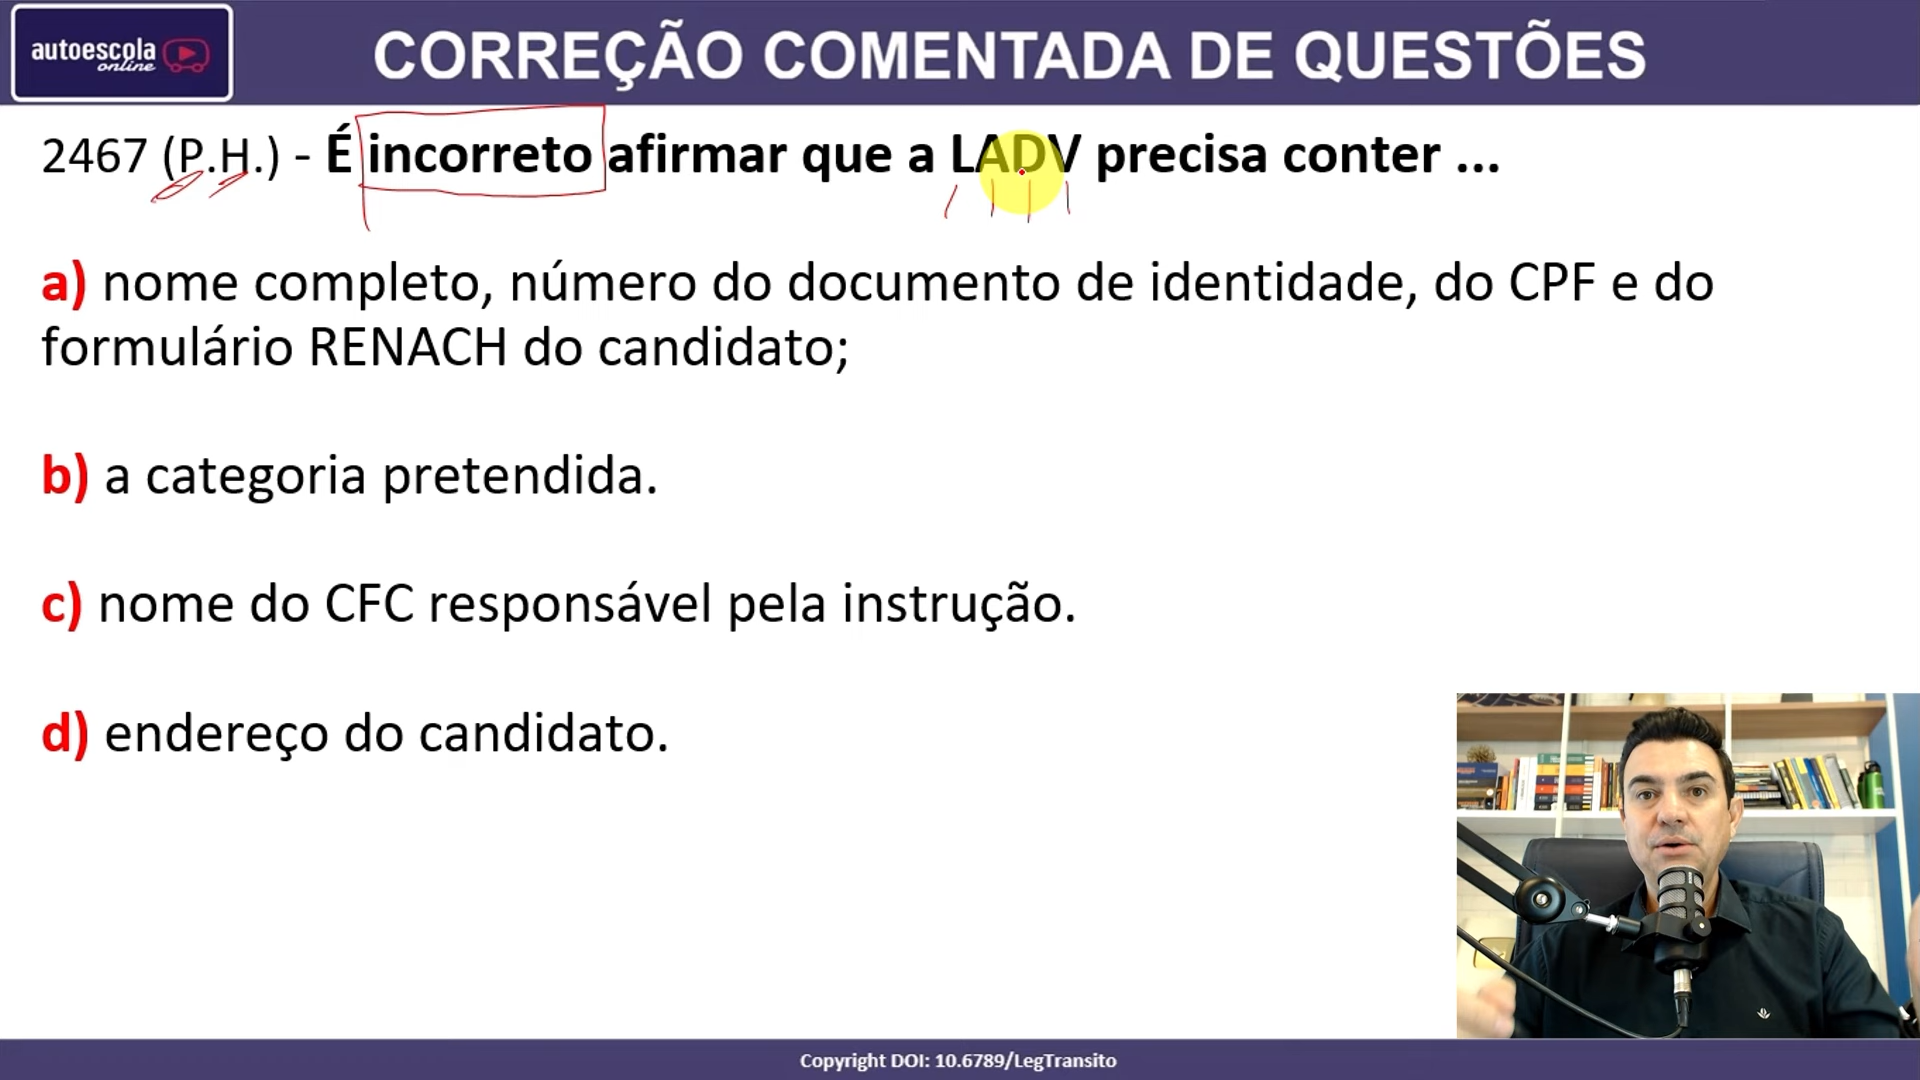 autoescola
online
CORREÇÃO COMENTADA DE QUESTÕES
2467 (P.H.) - É incorreto afirmar que a LADV precisa conter ...
a) nome completo, número do documento de identidade, do CPF e do
formulário RENACH do candidato;
b) a categoria pretendida.
c) nome do CFC responsável pela instrução.
d) endereço do candidato.
Copyright DOI: 10.6789/LegTransito